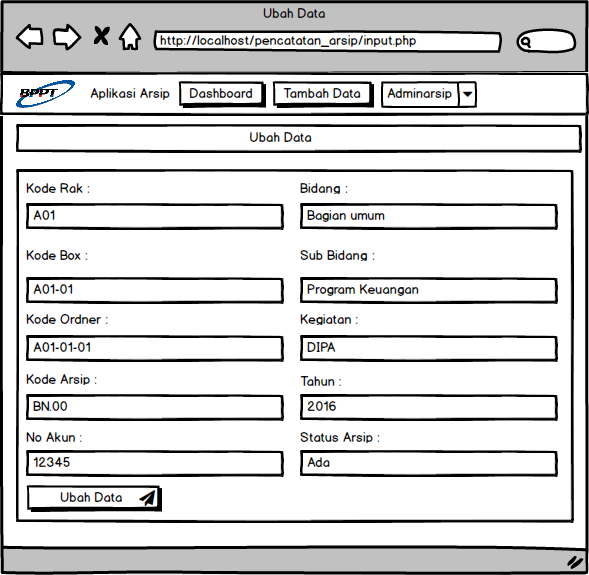 Ubah Data
http://localhost/pencatatan_arsip/input.php
BPPT Aplikasi Arsip Dashboard Tambah Data Adminarsip
Ubah Data
Kode Rak : Bidang :
A01 Bagian umum
Kode Box : Sub Bidang :
A01-01 Program Keuangan
Kode Ordner : Kegiatan :
A01-01-01 DIPA
Kode Arsip : Tahun :
BN.00 2016
No Akun : Status Arsip :
12345 Ada
Ubah Data